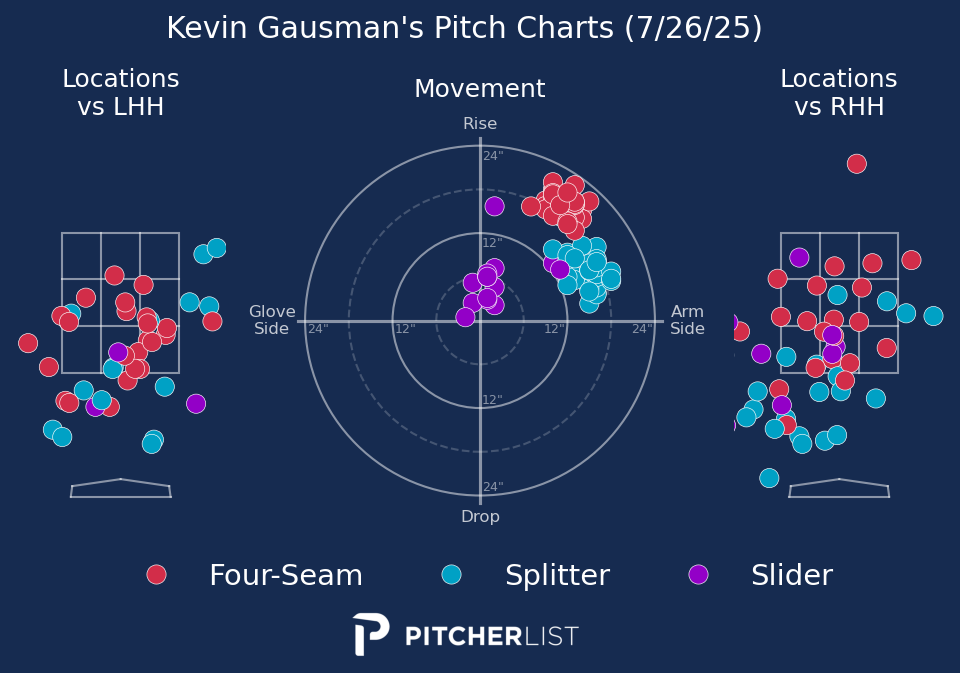 Kevin Gausman's Pitch Charts (7/26/25)
Locations
vs LHH
Movement
Locations
vs RHH
Rise
24"
12"
Glove
Side
24"
12"
12"
24"
Arm
Side
12"
24"
Drop
Four-Seam
Splitter
Slider
PITCHERLIST